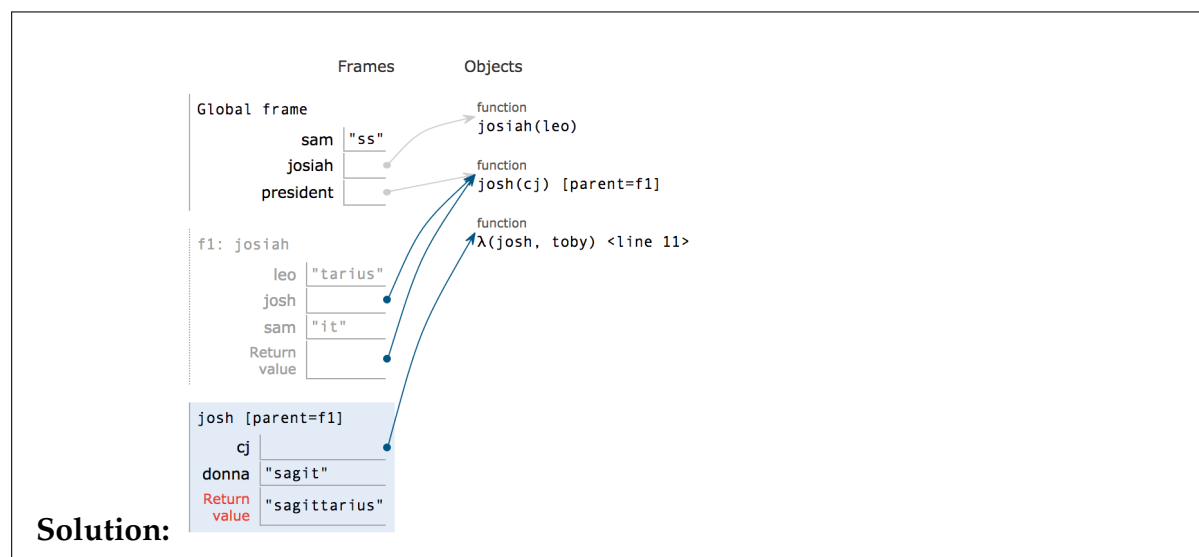 Frames Objects
Global frame
function
josiah(leo)
sam "ss"
josiah
function
josh(cj) [parent=f1]
president
function
λ(josh, toby) <line 11>
f1: josiah
leo "tarius"
josh
sam "it"
Return
value
josh [parent=f1]
cj
donna "sagit"
Return
value "sagittarius"
Solution: